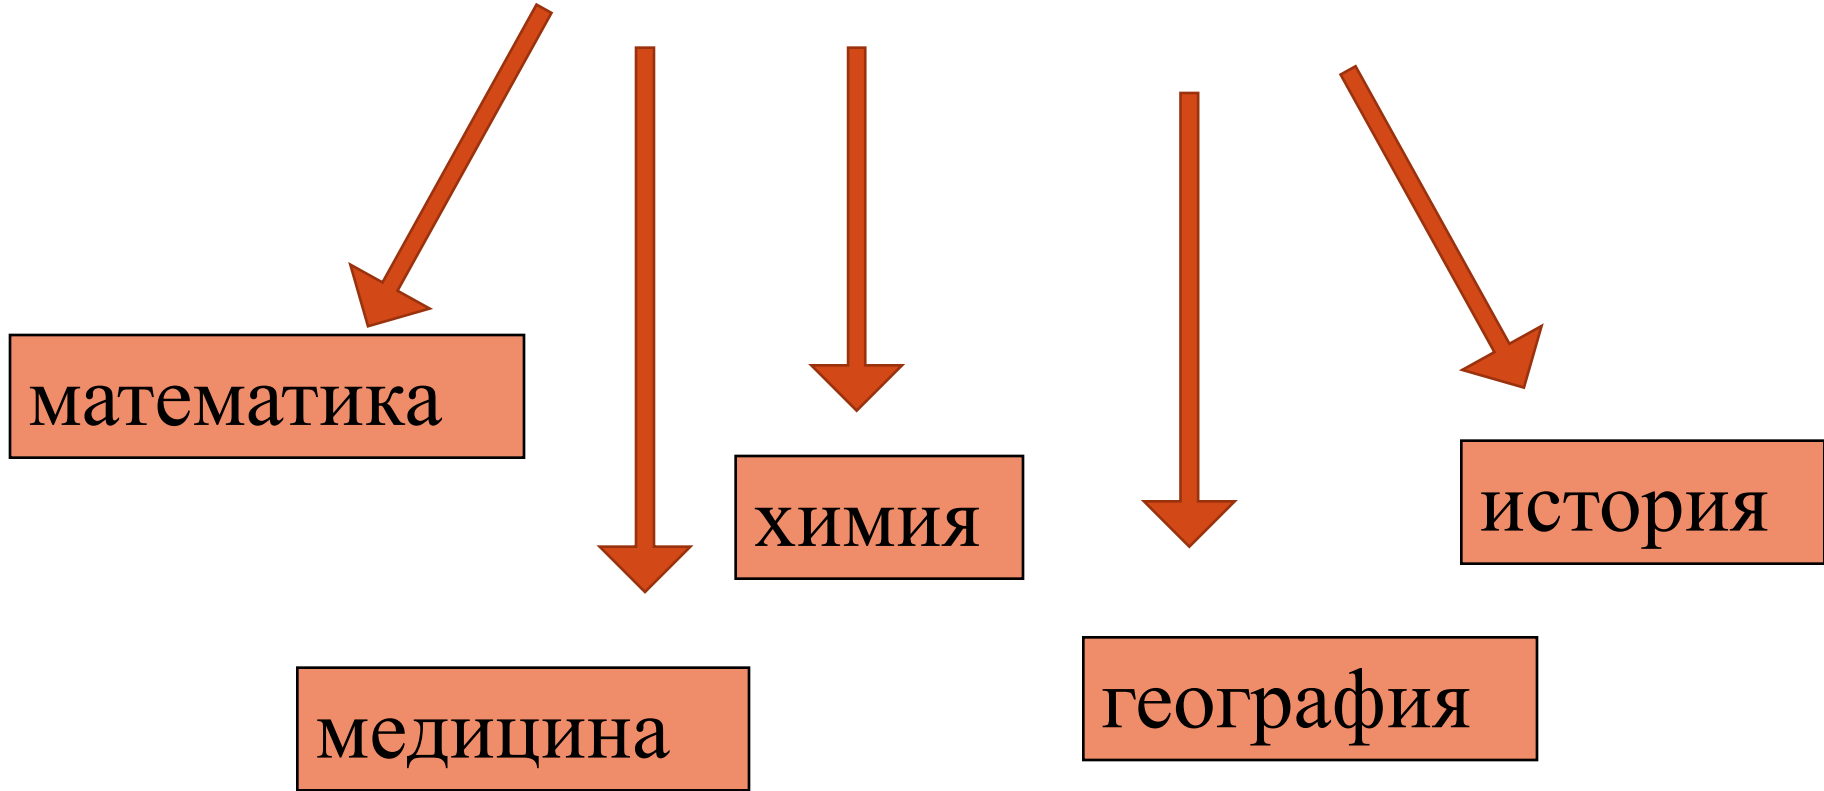 математика
химия
история
медицина
география